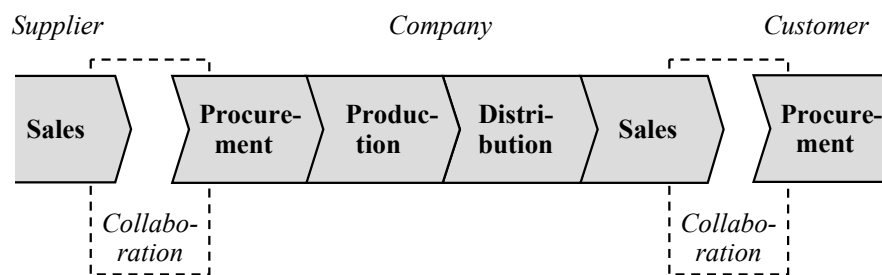 Supplier
Company
Customer
Sales
Procure-
ment
Produc-
tion
Distri-
bution
Sales
Procure-
ment
Collabo-
ration
Collabo-
ration